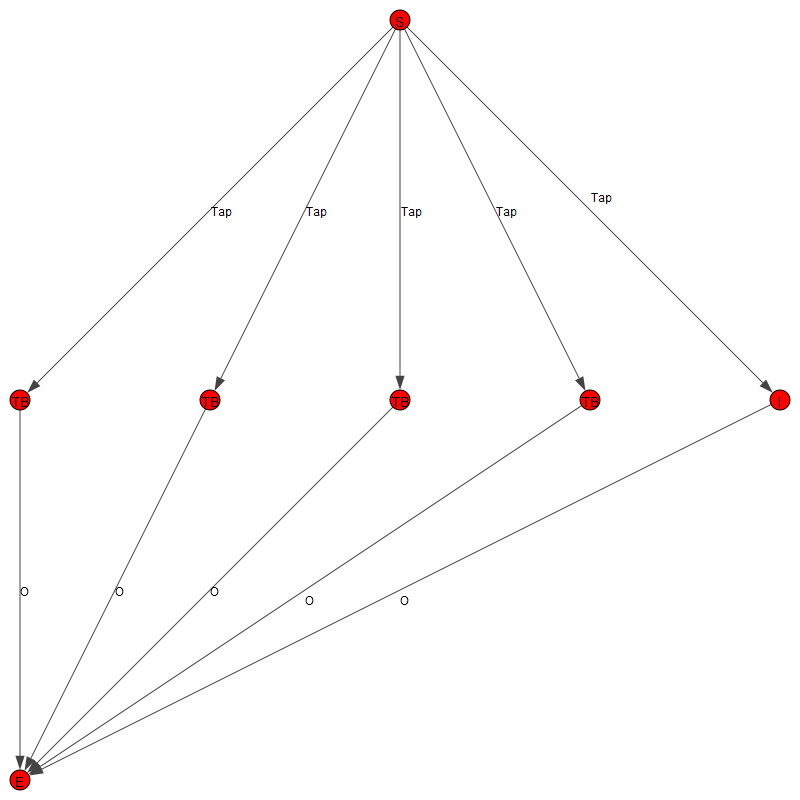 S
Tap
Tap Tap Tap Tap
TB TB TB TB I
O O O
O O
E